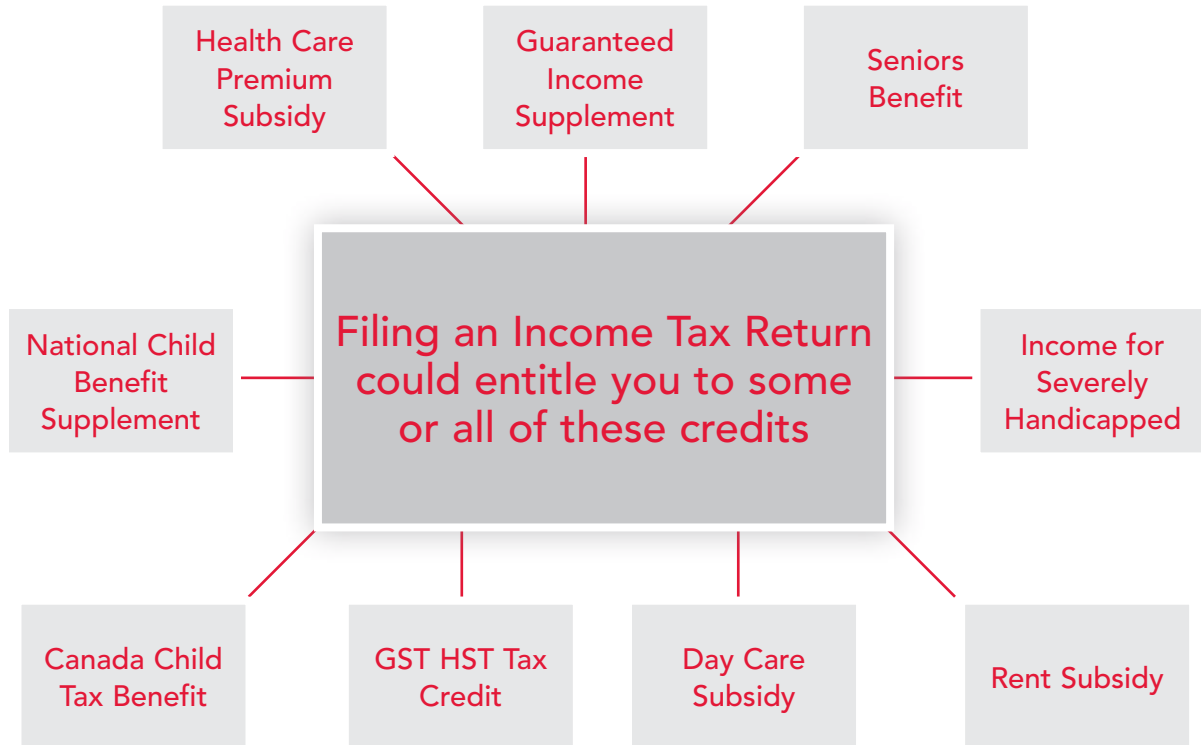 Health Care
Premium
Subsidy
Guaranteed
Income
Supplement
Seniors
Benefit
National Child
Benefit
Supplement
Filing an Income Tax Return
could entitle you to some
or all of these credits
Income for
Severely
Handicapped
Canada Child
Tax Benefit
GST HST Tax
Credit
Day Care
Subsidy
Rent Subsidy